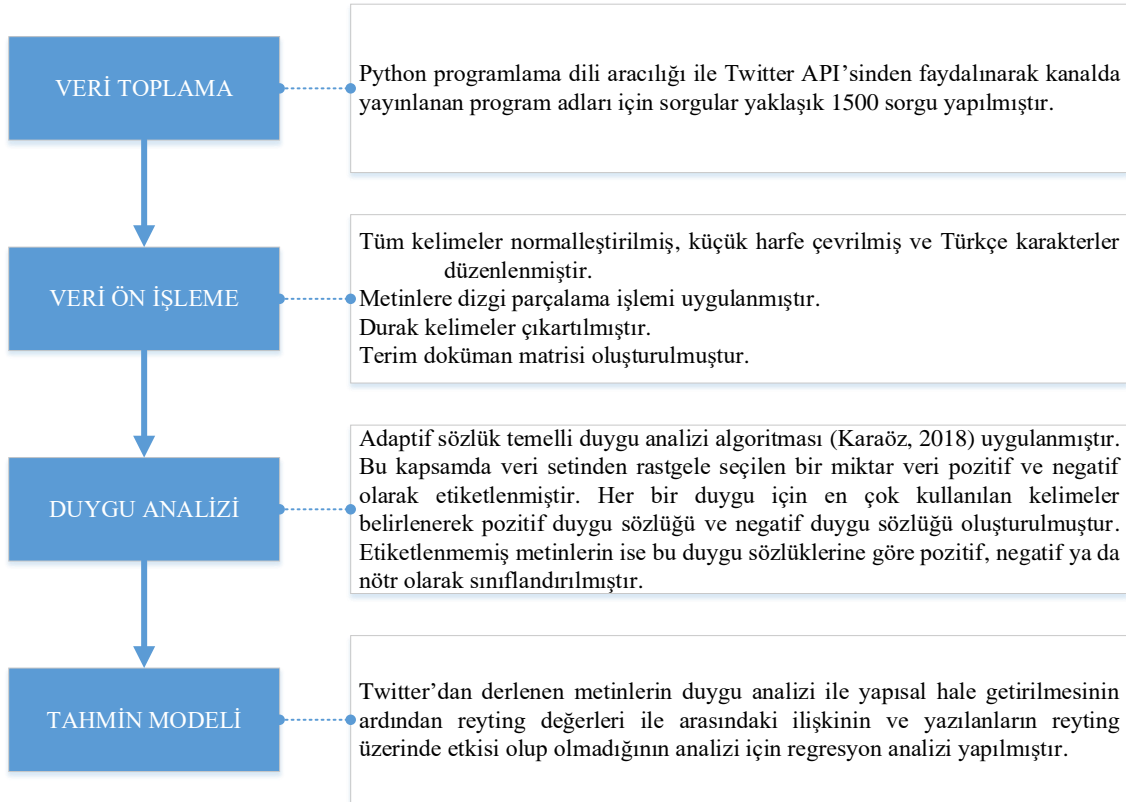 VERİ TOPLAMA
Python programlama dili aracılığı ile Twitter API’sinden faydalınarak kanalda
yayınlanan program adları için sorgular yaklaşık 1500 sorgu yapılmıştır.
VERİ ÖN İŞLEME
Tüm kelimeler normalleştirilmiş, küçük harfe çevrilmiş ve Türkçe karakterler
düzenlenmiştir.
Metinlere dizgi parçalama işlemi uygulanmıştır.
Durak kelimeler çıkartılmıştır.
Terim doküman matrisi oluşturulmuştur.
DUYGU ANALİZİ
Adaptif sözlük temelli duygu analizi algoritması (Karaöz, 2018) uygulanmıştır.
Bu kapsamda veri setinden rastgele seçilen bir miktar veri pozitif ve negatif
olarak etiketlenmiştir. Her bir duygu için en çok kullanılan kelimeler
belirlenerek pozitif duygu sözlüğü ve negatif duygu sözlüğü oluşturulmuştur.
Etiketlenmemiş metinlerin ise bu duygu sözlüklerine göre pozitif, negatif ya da
nötr olarak sınıflandırılmıştır.
TAHMİN MODELİ
Twitter’dan derlenen metinlerin duygu analizi ile yapısal hale getirilmesinin
ardından reyting değerleri ile arasındaki ilişkinin ve yazılanların reyting
üzerinde etkisi olup olmadığının analizi için regresyon analizi yapılmıştır.